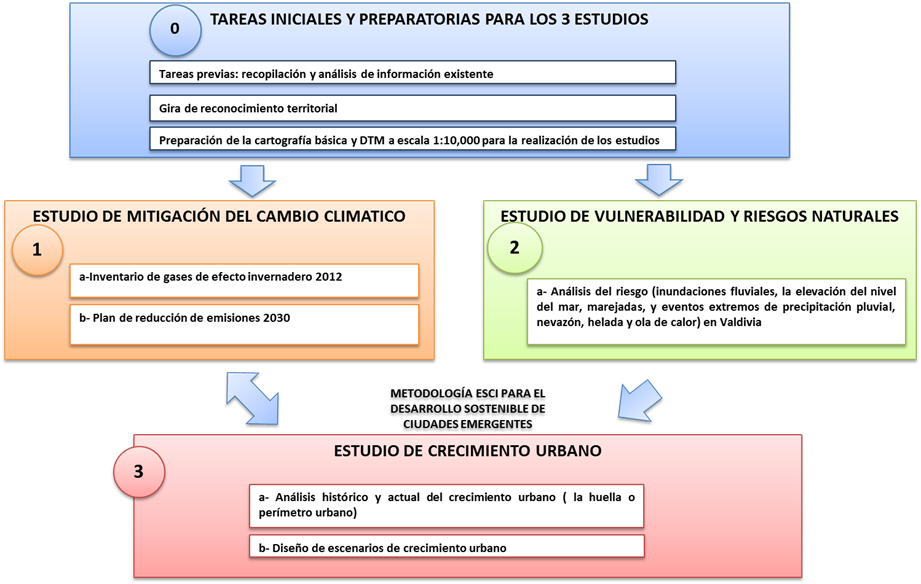 0
TAREAS INICIALES Y PREPARATORIAS PARA LOS 3 ESTUDIOS
Tareas previas: recopilación y análisis de información existente
Gira de reconocimiento territorial
Preparación de la cartografía básica y DTM a escala 1:10,000 para la realización de los estudios
ESTUDIO DE MITIGACIÓN DEL CAMBIO CLIMATICO
1
a-Inventario de gases de efecto invernadero 2012
b- Plan de reducción de emisiones 2030
ESTUDIO DE VULNERABILIDAD Y RIESGOS NATURALES
2
a- Análisis del riesgo (inundaciones fluviales, la elevación del nivel
del mar, marejadas, y eventos extremos de precipitación pluvial,
nevazón, helada y ola de calor) en Valdivia
METODOLOGÍA ESCI PARA EL
DESARROLLO SOSTENIBLE DE
CIUDADES EMERGENTES
ESTUDIO DE CRECIMIENTO URBANO
3
a- Análisis histórico y actual del crecimiento urbano ( la huella o
perímetro urbano)
b- Diseño de escenarios de crecimiento urbano